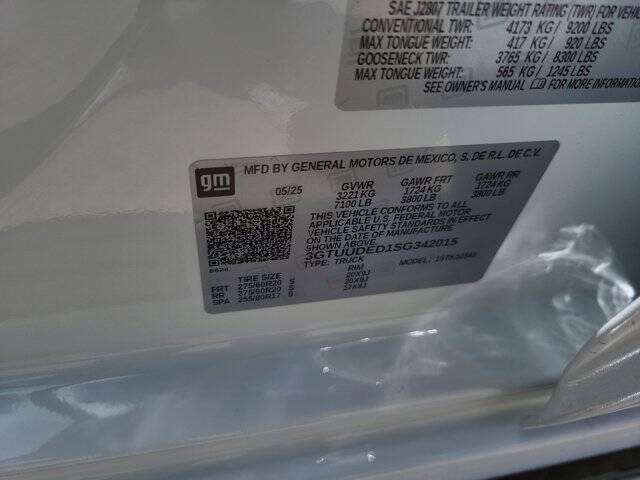 SAE J2807 TRAILER WEIGHT RATING (TWR) FOR VEHIC
CONVENTIONAL TWR: 4173 KG / 9200 LBS
MAX TONGUE WEIGHT: 417 KG / 920 LBS
GOOSENECK TWR: 3765 KG / 8300 LBS
MAX TONGUE WEIGHT: 565 KG / 1245 LBS
SEE OWNER'S MANUAL FOR MORE INFORMATION
gm
MFD BY GENERAL MOTORS DE MEXICO, S. DE R.L. DE C.V.
05/25 GVWR GAWR FRT GAWR RR
3221 KG 1724 KG 1724 KG
7100 LB 3800 LB 3800 LB
THIS VEHICLE CONFORMS TO ALL
APPLICABLE U.S. FEDERAL MOTOR
VEHICLE SAFETY STANDARDS IN EFFECT
ON THE DATE OF MANUFACTURE SHOWN ABOVE.
3GTUUDED1SG342015
6624 TYPE: TRUCK MODEL:
TIRE SIZE RIM
FRT 275/60R20 S 20X9J
RR 275/60R20 S 20X9J
SPA 255/80R17 S 17X8J